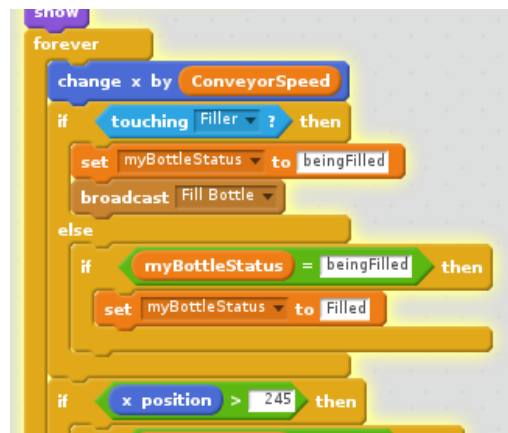 show
forever
change x by ConveyorSpeed
if touching Filler ? then
set myBottleStatus to beingFilled
broadcast Fill Bottle
else
if myBottleStatus = beingFilled then
set myBottleStatus to Filled
if x position > 245 then